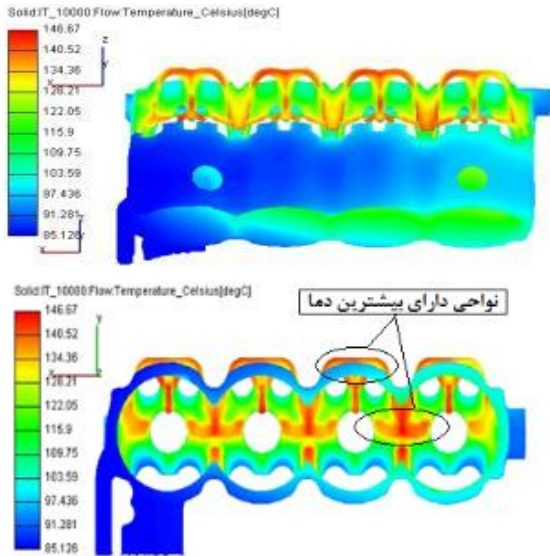 Solid:IT_10000:Flow:Temperature_Celsius[degC]
146.67
140.52
134.36
128.21
122.05
115.9
109.75
103.59
97.436
91.281
85.126
z
y
x
y
x
Solid:IT_10000:Flow:Temperature_Celsius[degC]
146.67
140.52
134.36
128.21
122.05
115.9
109.75
103.59
97.436
91.281
85.126
y
x
z
نواحی دارای بیشترین دما